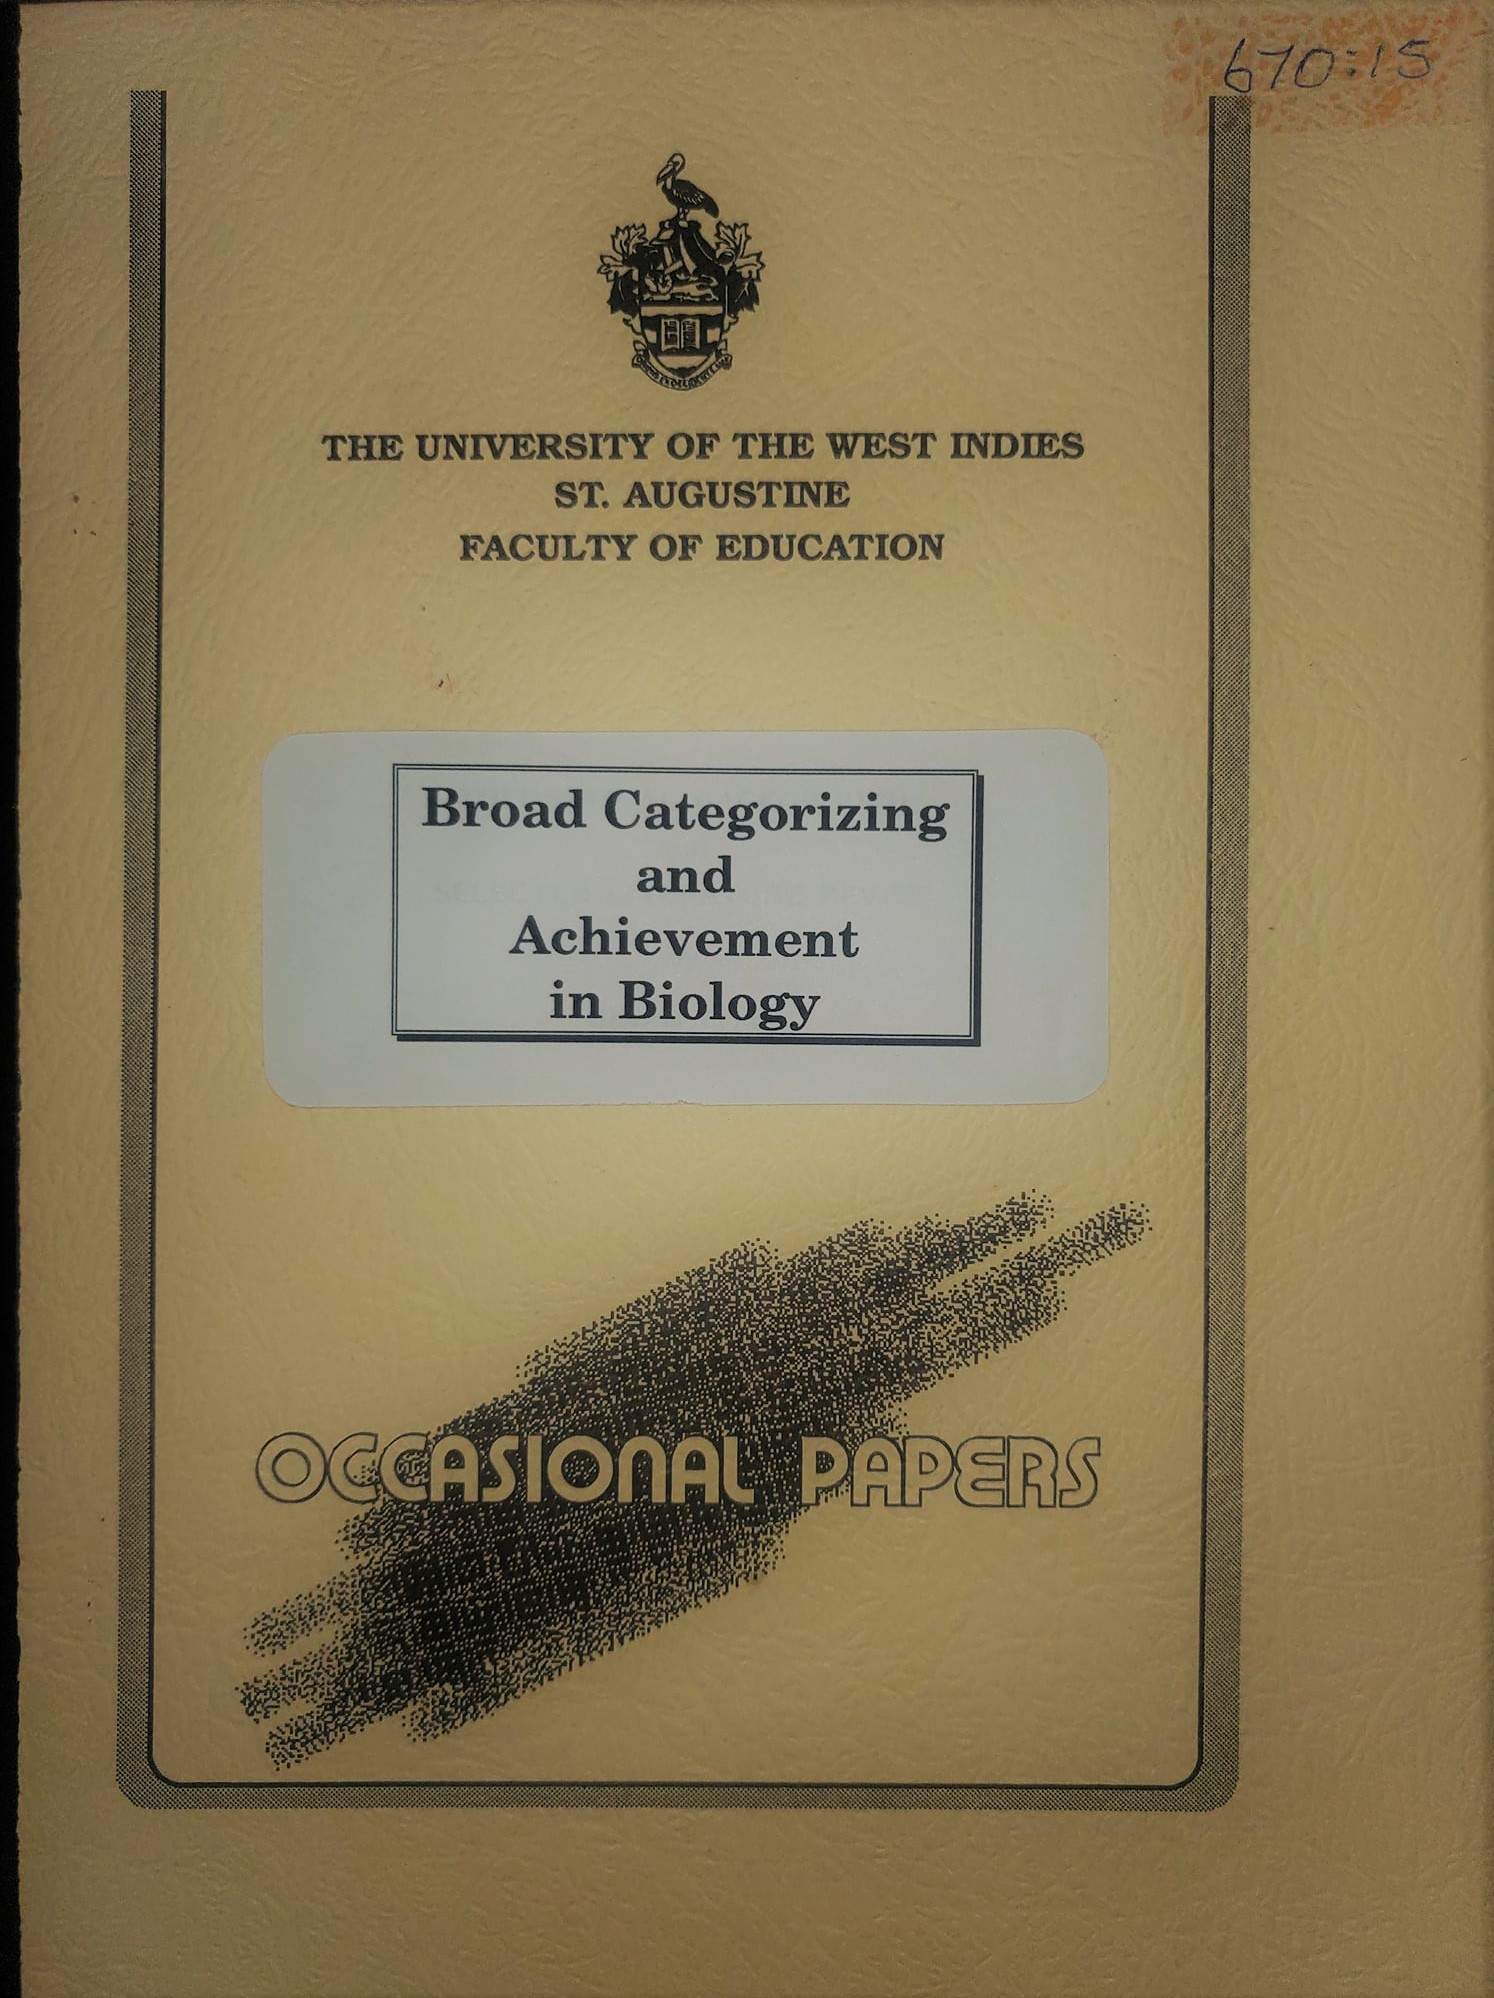 670:15
THE UNIVERSITY OF THE WEST INDIES
ST. AUGUSTINE
FACULTY OF EDUCATION
Broad Categorizing
and
Achievement
in Biology
OCCASIONAL PAPERS